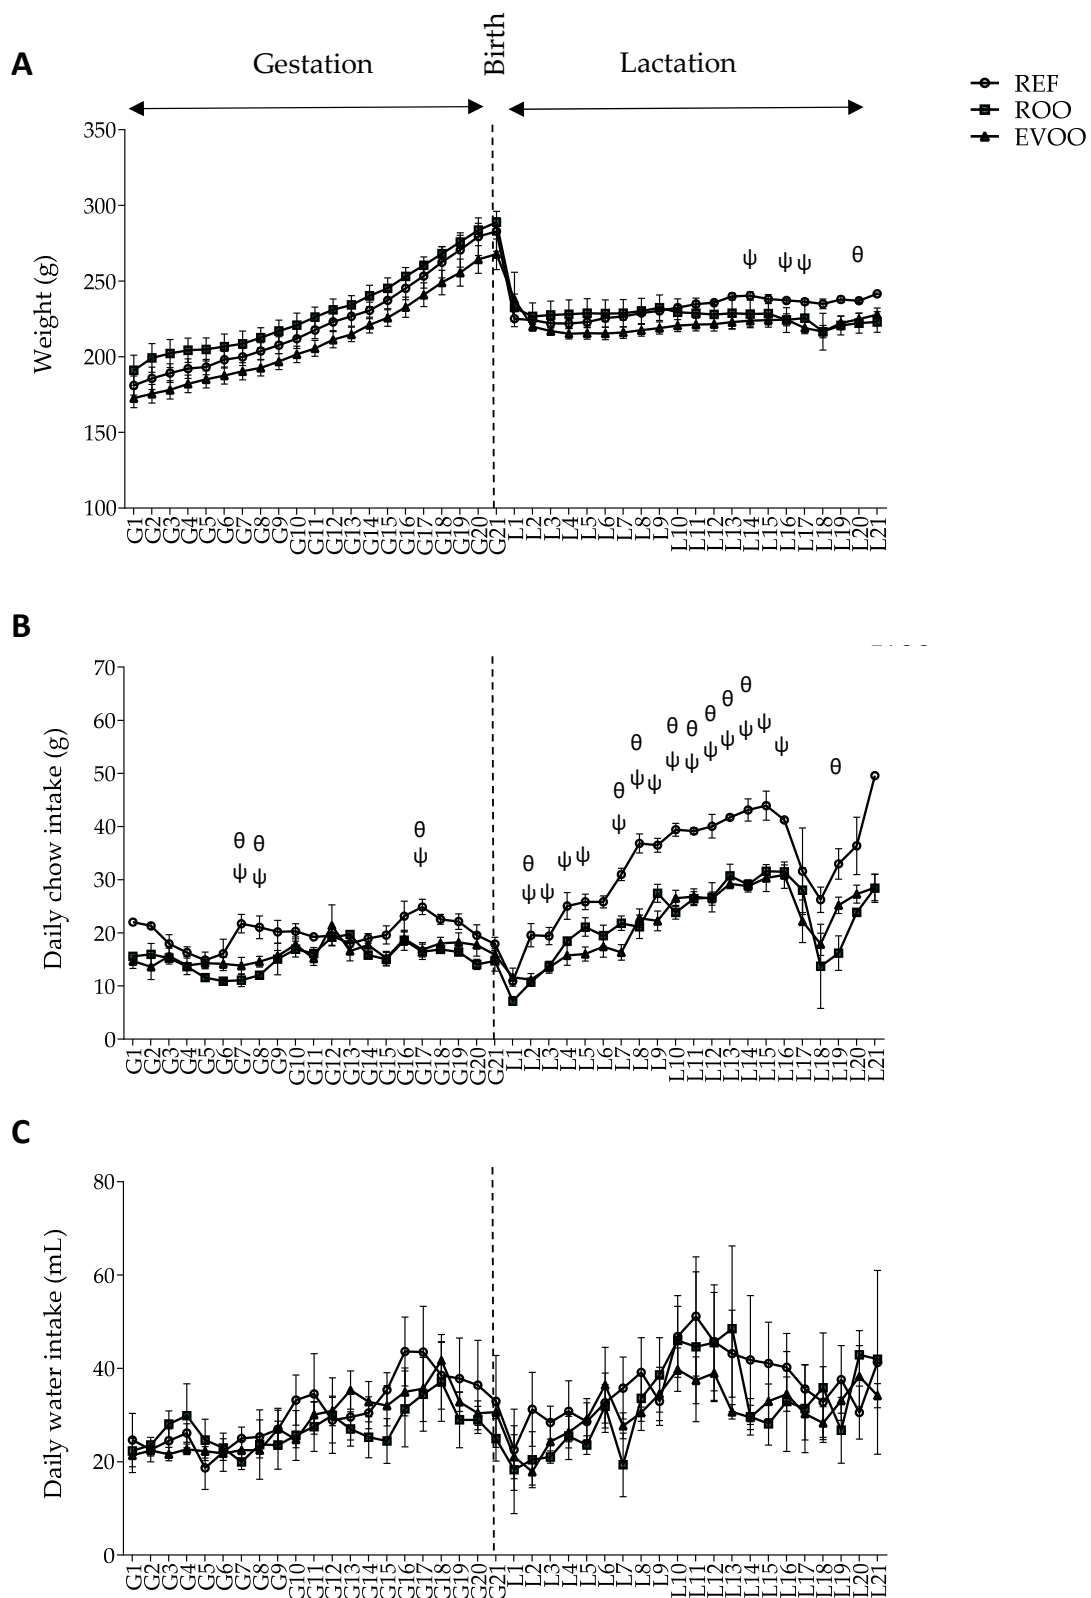 A
Gestation
Birth
Lactation
REF
ROO
EVOO
Weight (g)
350
300
250
200
150
100
ψ ψ ψ θ
G1 G2 G3 G4 G5 G6 G7 G8 G9 G10 G11 G12 G13 G14 G15 G16 G17 G18 G19 G20 G21 L1 L2 L3 L4 L5 L6 L7 L8 L9 L10 L11 L12 L13 L14 L15 L16 L17 L18 L19 L20 L21
B
Daily chow intake (g)
70
60
50
40
30
20
10
0
θ θ θ θ θ θ θ θ θ θ θ θ
ψ ψ ψ ψ ψ ψ ψ ψ ψ ψ ψ ψ ψ ψ ψ ψ ψ
G1 G2 G3 G4 G5 G6 G7 G8 G9 G10 G11 G12 G13 G14 G15 G16 G17 G18 G19 G20 G21 L1 L2 L3 L4 L5 L6 L7 L8 L9 L10 L11 L12 L13 L14 L15 L16 L17 L18 L19 L20 L21
C
Daily water intake (mL)
80
60
40
20
0
G1 G2 G3 G4 G5 G6 G7 G8 G9 G10 G11 G12 G13 G14 G15 G16 G17 G18 G19 G20 G21 L1 L2 L3 L4 L5 L6 L7 L8 L9 L10 L11 L12 L13 L14 L15 L16 L17 L18 L19 L20 L21